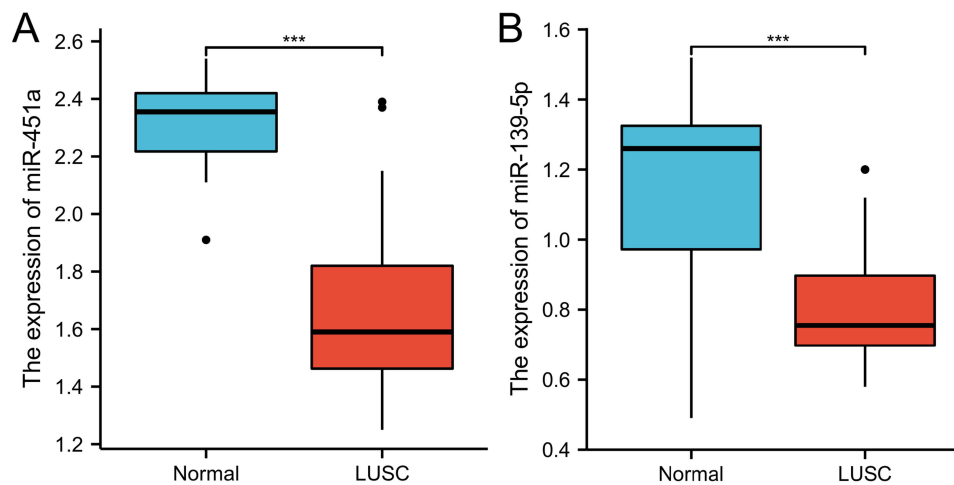 A
The expression of miR-451a
2.6
2.4
2.2
2.0
1.8
1.6
1.4
1.2
***
Normal
LUSC
B
The expression of miR-139-5p
1.6
1.4
1.2
1.0
0.8
0.6
0.4
***
Normal
LUSC